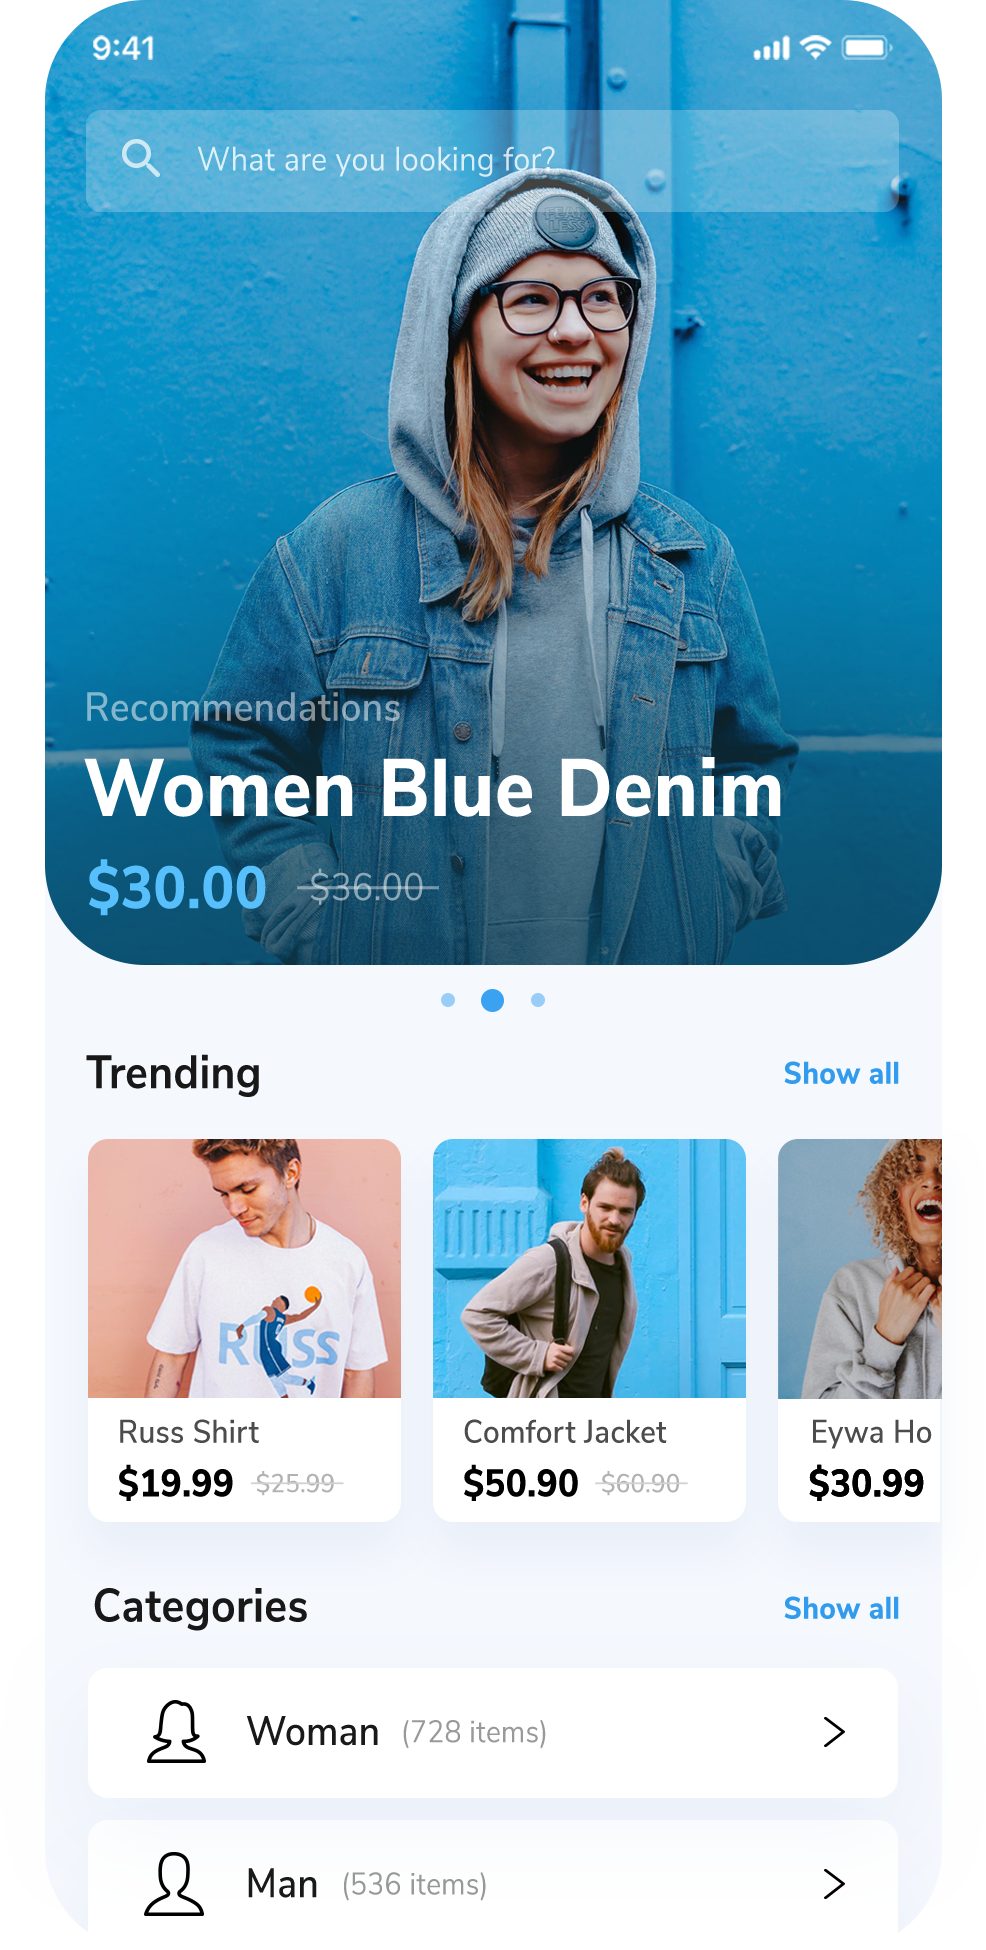 9:41
What are you looking for?
FEAR
LESS
Recommendations
Women Blue Denim
$30.00 $36.00
Trending Show all
RUSS
Russ Shirt
$19.99 $25.99
Comfort Jacket
$50.90 $60.90
Eywa Ho
$30.99
Categories Show all
Woman (728 items)
Man (536 items)